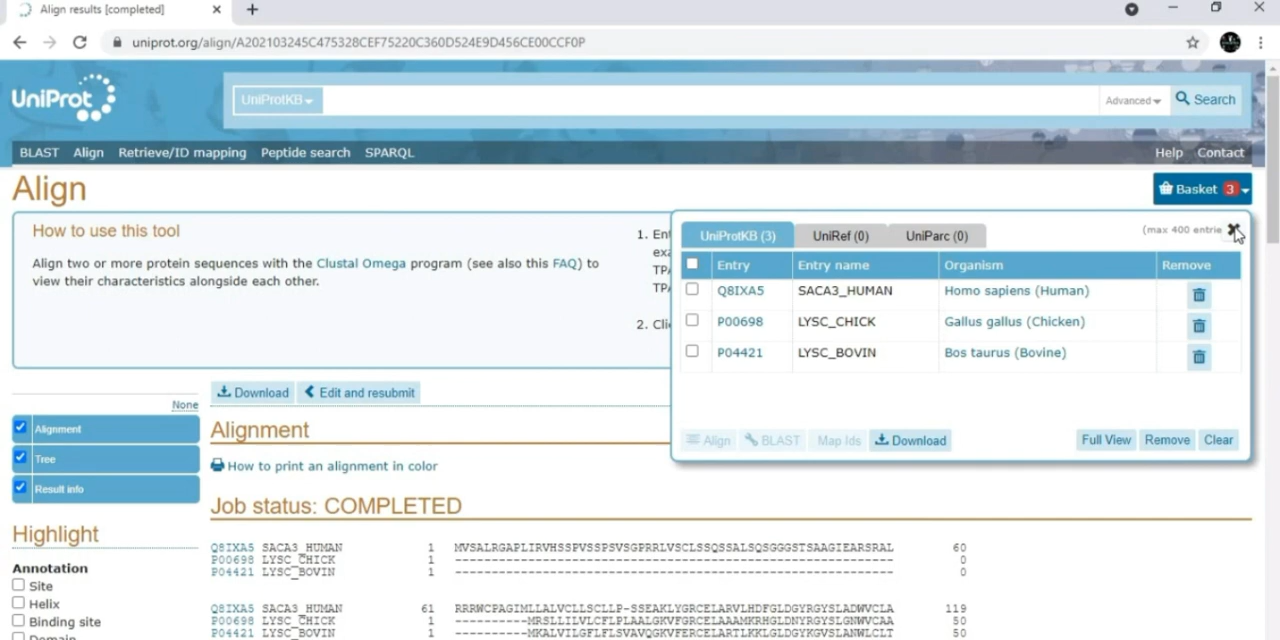 Align results [completed]
uniprot.org/align/A202103245C475328CEF75220C360D524E9D456CE00CCF0P
UniProt
UniProtKB
Advanced
Search
BLAST Align Retrieve/ID mapping Peptide search SPARQL Help Contact
Align
Basket 3
How to use this tool
Align two or more protein sequences with the Clustal Omega program (see also this FAQ) to
view their characteristics alongside each other.
1. Ent
exa
TPA
TPA
2. Clic
UniProtKB (3) UniRef (0) UniParc (0) (max 400 entrie
Entry Entry name Organism Remove
Q8IXA5 SACA3_HUMAN Homo sapiens (Human)
P00698 LYSC_CHICK Gallus gallus (Chicken)
P04421 LYSC_BOVIN Bos taurus (Bovine)
Align BLAST Map Ids Download Full View Remove Clear
None
Alignment
Tree
Result info
Highlight
Annotation
Site
Helix
Binding site
Domain
Download Edit and resubmit
Alignment
How to print an alignment in color
Job status: COMPLETED
Q8IXA5 SACA3_HUMAN 1 MVSALRGAPLIRVHSSPVSSPSVSGPRRLVSCLSSQSSALSQSGGGSTSAAGIEARSRAL 60
P00698 LYSC_CHICK 1 ------------------------------------------------------------ 0
P04421 LYSC_BOVIN 1 ------------------------------------------------------------ 0
Q8IXA5 SACA3_HUMAN 61 RRRWCPAGIMLLALVCLLSCLLP-SSEAKLYGRCELARVLHDFGLDGYRGYSLADWVCLA 119
P00698 LYSC_CHICK 1 ----------MRSLLILVLCFLPLAALGKVFGRCELAAAMKRHGLDNYRGYSLGNWVCAA 50
P04421 LYSC_BOVIN 1 ----------MKALVILGFLFLSVAVQGKVFERCELARTLKKLGLDGYKGVSLANWLCLT 50